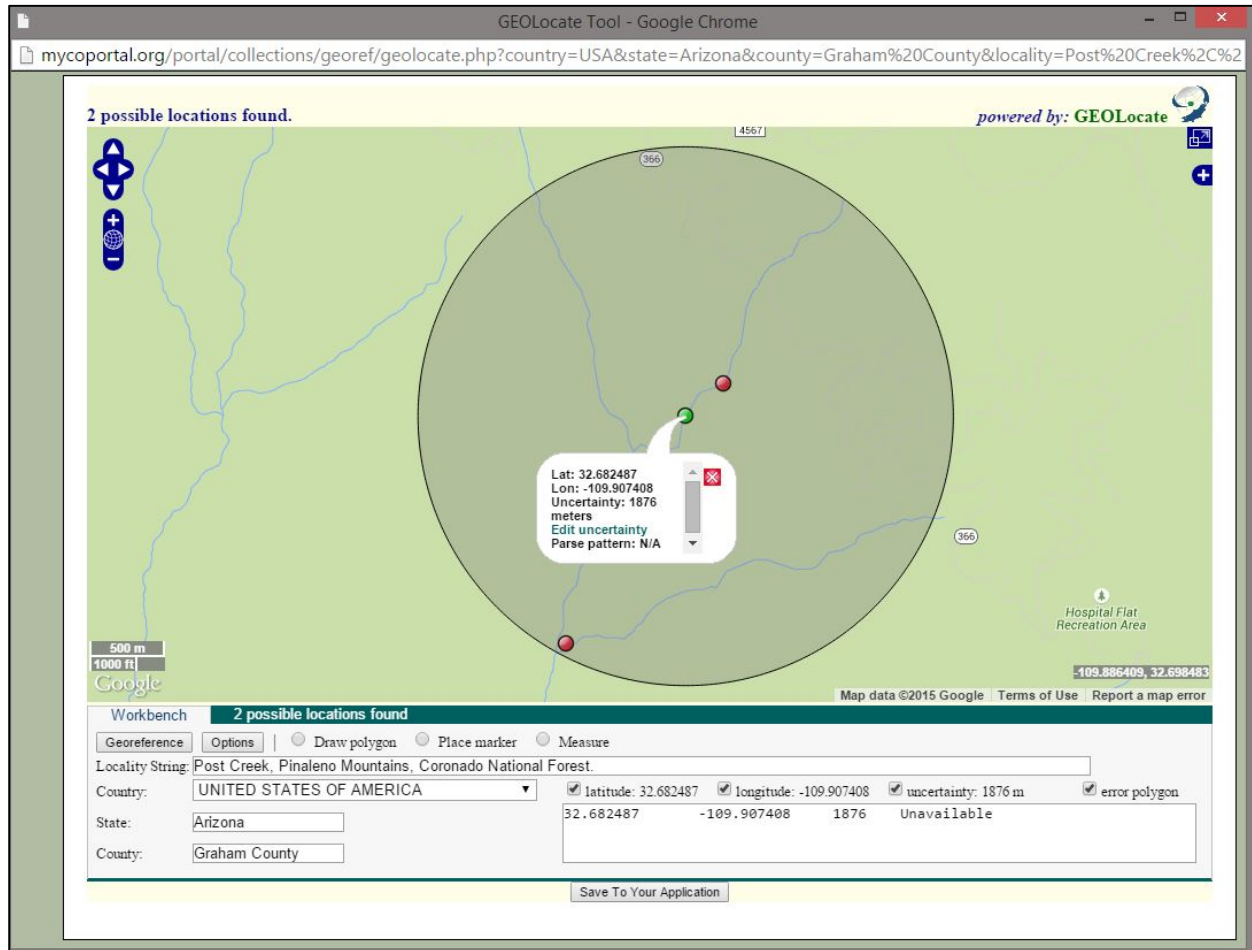 GEOLocate Tool - Google Chrome
mycoportal.org/portal/collections/georef/geolocate.php?country=USA&state=Arizona&county=Graham%20County&locality=Post%20Creek%2C%2
2 possible locations found.
powered by: GEOLocate
4567
366
Lat: 32.682487
Lon: -109.907408
Uncertainty: 1876
meters
Edit uncertainty
Parse pattern: N/A
366
Hospital Flat
Recreation Area
500 m
1000 ft
Google
-109.886409, 32.698483
Map data ©2015 Google Terms of Use Report a map error
Workbench 2 possible locations found
Georeference Options | Draw polygon Place marker Measure
Locality String: Post Creek, Pinaleno Mountains, Coronado National Forest.
Country: UNITED STATES OF AMERICA latitude: 32.682487 longitude: -109.907408 uncertainty: 1876 m error polygon
32.682487 -109.907408 1876 Unavailable
State: Arizona
County: Graham County
Save To Your Application